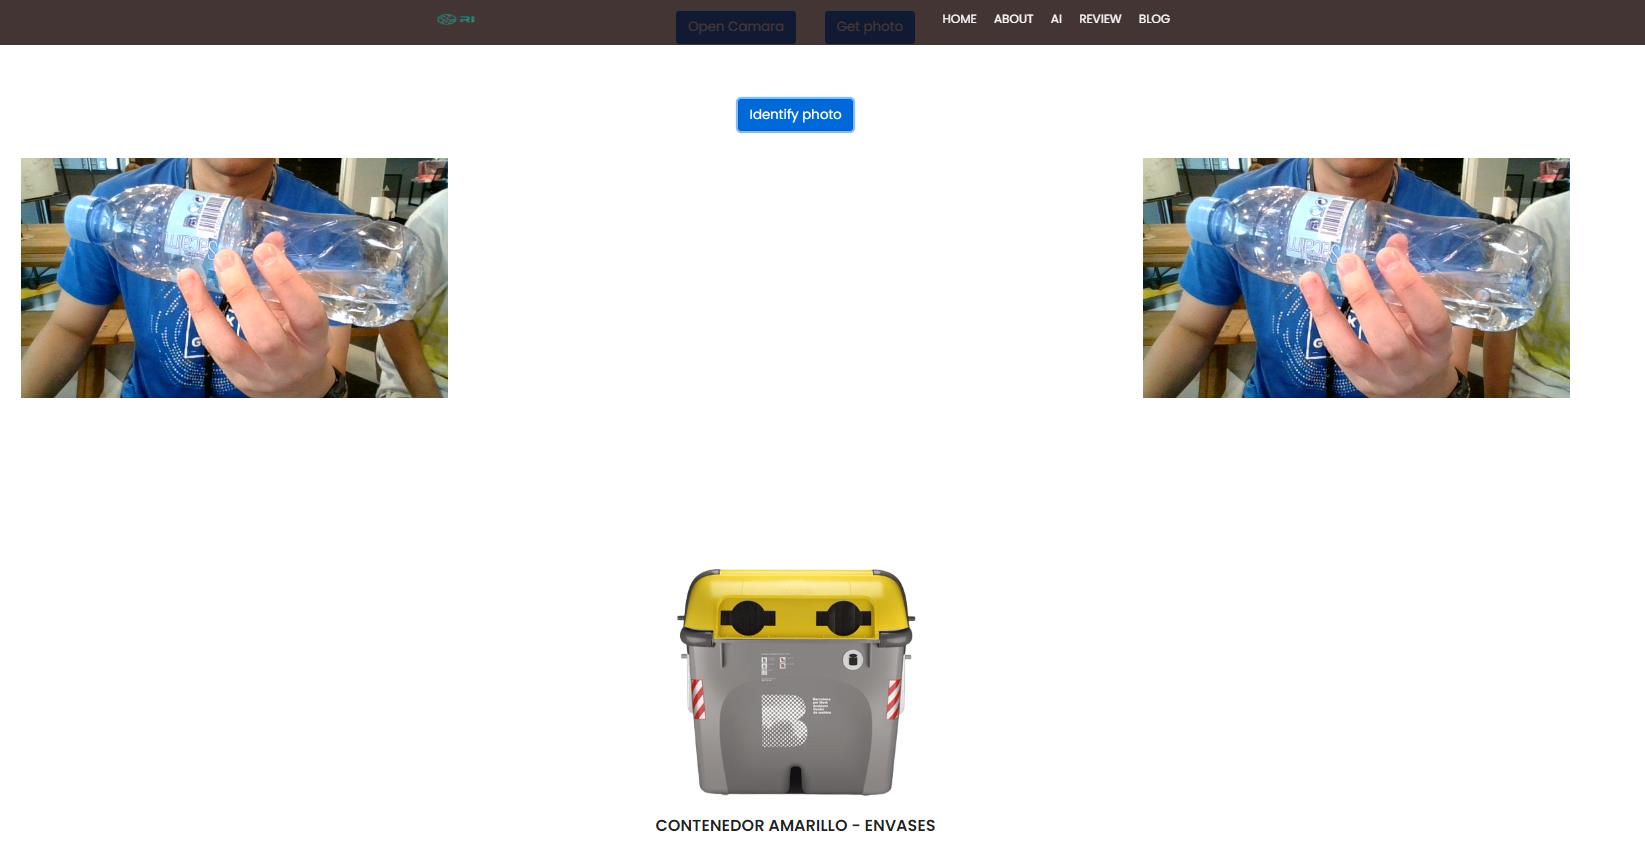 RI
Open Camara
Get photo
HOME
ABOUT
AI
REVIEW
BLOG
Identify photo
B
CONTENEDOR AMARILLO - ENVASES